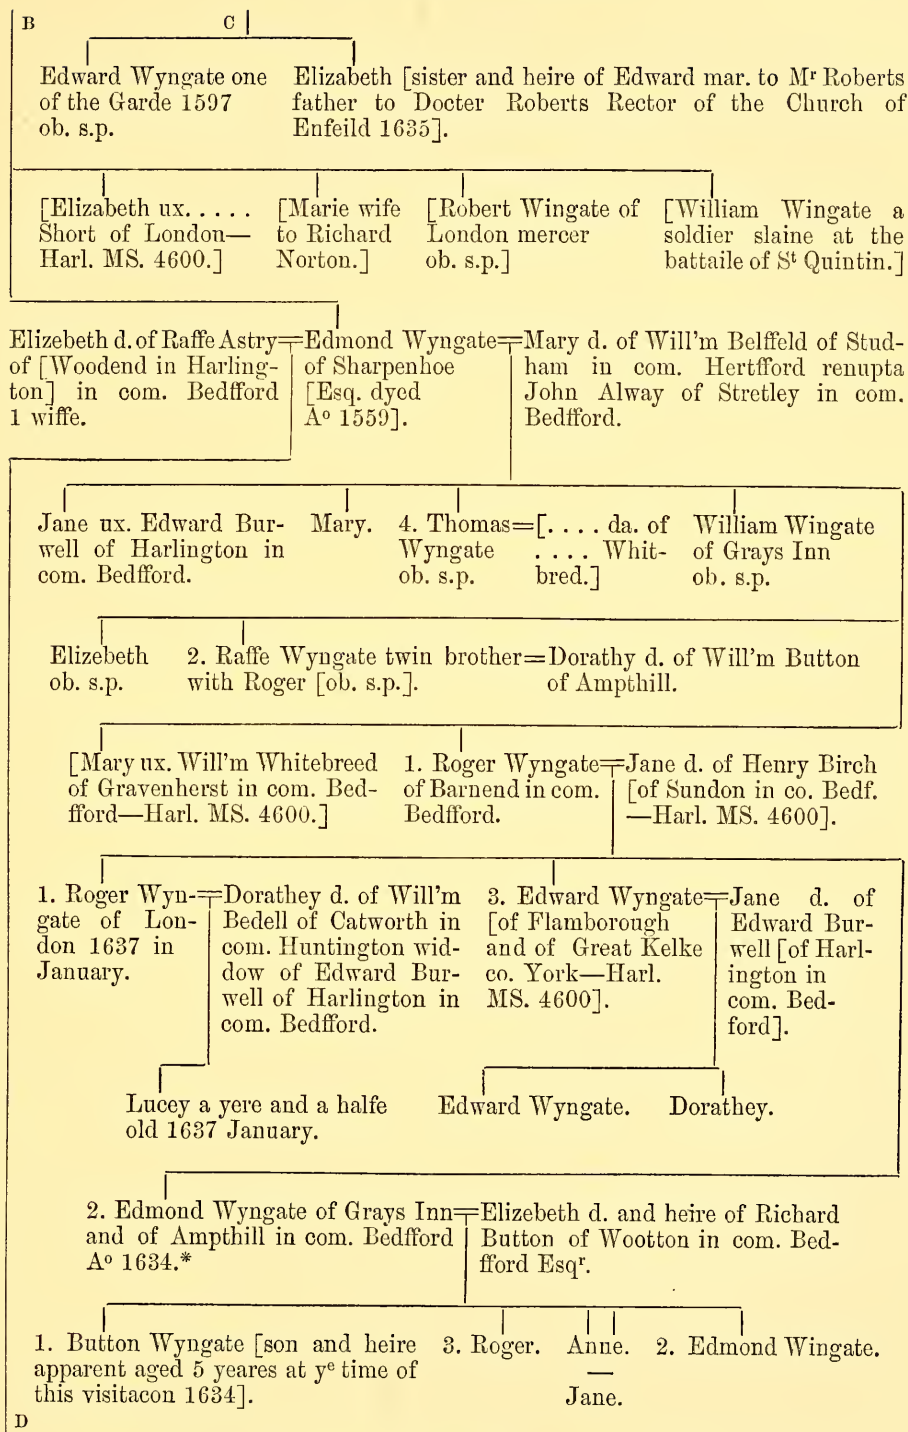 B C
Edward Wyngate one
of the Garde 1597
ob. s.p.
Elizabeth [sister and heire of Edward mar. to Mr Roberts
father to Docter Roberts Rector of the Church of
Enfeild 1635].
[Elizabeth ux. . . . .
Short of London—
Harl. MS. 4600.]
[Marie wife
to Richard
Norton.]
[Robert Wingate of
London mercer
ob. s.p.]
[William Wingate a
soldier slaine at the
battaile of St Quintin.]
Elizebeth d. of Raffe Astry
of [Woodend in Harling-
ton] in com. Bedfford
1 wiffe.
=Edmond Wyngate=
of Sharpenhoe
[Esq. dyed
Ao 1559].
Mary d. of Will'm Belffeld of Stud-
ham in com. Hertfford renupta
John Alway of Stretley in com.
Bedfford.
Jane ux. Edward Bur-
well of Harlington in
com. Bedfford.
Mary.
4. Thomas=
Wyngate
ob. s.p.
[. . . . da. of
. . . . Whit-
bred.]
William Wingate
of Grays Inn
ob. s.p.
Elizebeth
ob. s.p.
2. Raffe Wyngate twin brother=
with Roger [ob. s.p.].
Dorathy d. of Will'm Button
of Ampthill.
[Mary ux. Will'm Whitebreed
of Gravenherst in com. Bed-
fford—Harl. MS. 4600.]
1. Roger Wyngate=
of Barnend in com.
Bedfford.
Jane d. of Henry Birch
[of Sundon in co. Bedf.
—Harl. MS. 4600].
1. Roger Wyn-=
gate of Lon-
don 1637 in
January.
Dorathey d. of Will'm
Bedell of Catworth in
com. Huntington wid-
dow of Edward Bur-
well of Harlington in
com. Bedfford.
3. Edward Wyngate=
[of Flamborough
and of Great Kelke
co. York—Harl.
MS. 4600].
Jane d. of
Edward Bur-
well [of Harl-
ington in
com. Bed-
ford].
Lucey a yere and a halfe
old 1637 January.
Edward Wyngate.
Dorathey.
2. Edmond Wyngate of Grays Inn=
and of Ampthill in com. Bedfford
Ao 1634.*
Elizebeth d. and heire of Richard
Button of Wootton in com. Bed-
fford Esqr.
1. Button Wyngate [son and heire
apparent aged 5 yeares at ye time of
this visitacon 1634].
3. Roger.
Anne.
—
Jane.
2. Edmond Wingate.
D